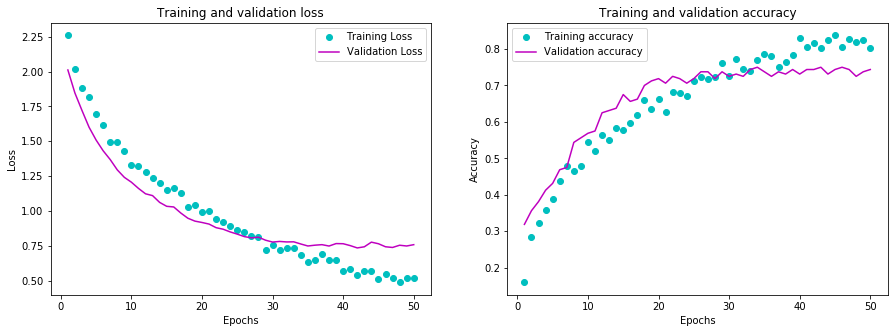 Training and validation loss
Training Loss
Validation Loss
2.25
2.00
1.75
1.50
1.25
1.00
0.75
0.50
Loss
0 10 20 30 40 50
Epochs
Training and validation accuracy
Training accuracy
Validation accuracy
0.8
0.7
0.6
0.5
0.4
0.3
0.2
Accuracy
0 10 20 30 40 50
Epochs